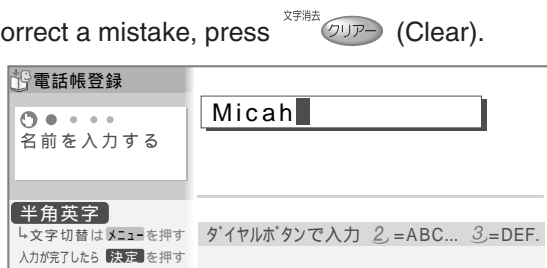 文字消去
orrect a mistake, press クリアー (Clear).
電話帳登録
名前を入力する
Micah
半角英字
文字切替は メニュー を押す
ダイヤルボタンで入力 2=ABC... 3=DEF.
入力が完了したら 決定 を押す